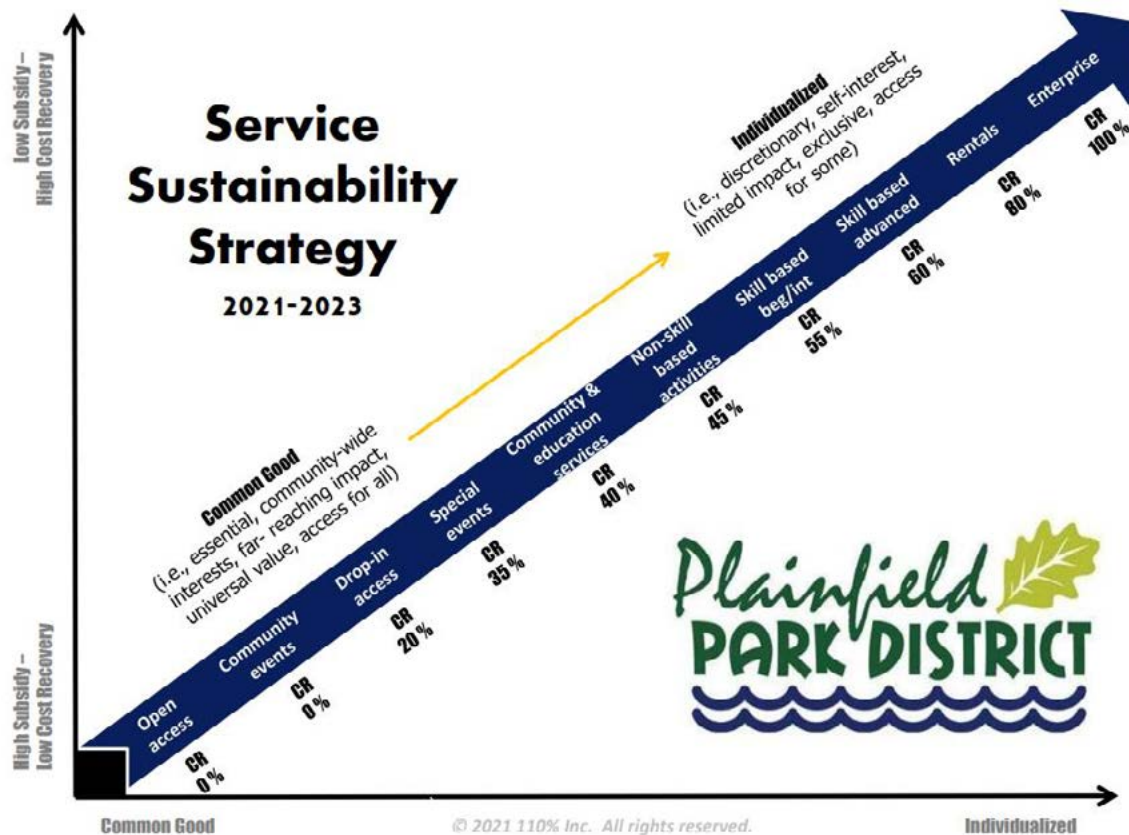 Low Subsidy –
High Cost Recovery
High Subsidy –
Low Cost Recovery
Service
Sustainability
Strategy
2021-2023
Common Good
(i.e., essential, community-wide
interests, far- reaching impact,
universal value, access for all)
Individualized
(i.e., discretionary, self-interest,
limited impact, exclusive, access
for some)
Open
access
CR
0 %
Community
events
CR
0 %
Drop-in
access
CR
20 %
Special
events
CR
35 %
Community &
education
services
CR
40 %
Non-skill
based
activities
CR
45 %
Skill based
beg/int
CR
55 %
Skill based
advanced
CR
60 %
Rentals
CR
80 %
Enterprise
CR
100 %
Plainfield
PARK DISTRICT
Common Good
© 2021 110% Inc. All rights reserved.
Individualized